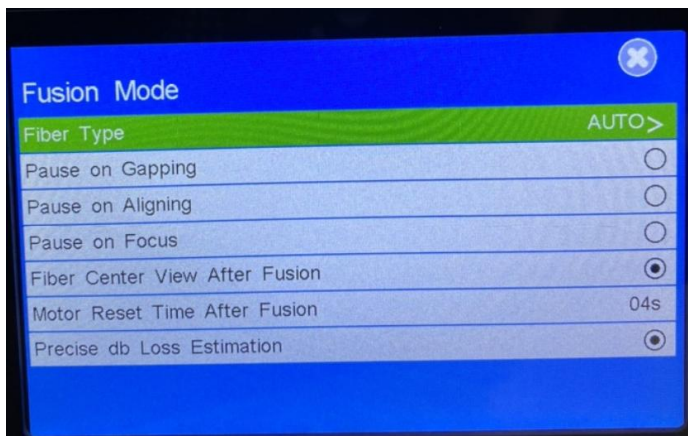 Fusion Mode
Fiber Type AUTO>
Pause on Gapping
Pause on Aligning
Pause on Focus
Fiber Center View After Fusion
Motor Reset Time After Fusion 04s
Precise db Loss Estimation